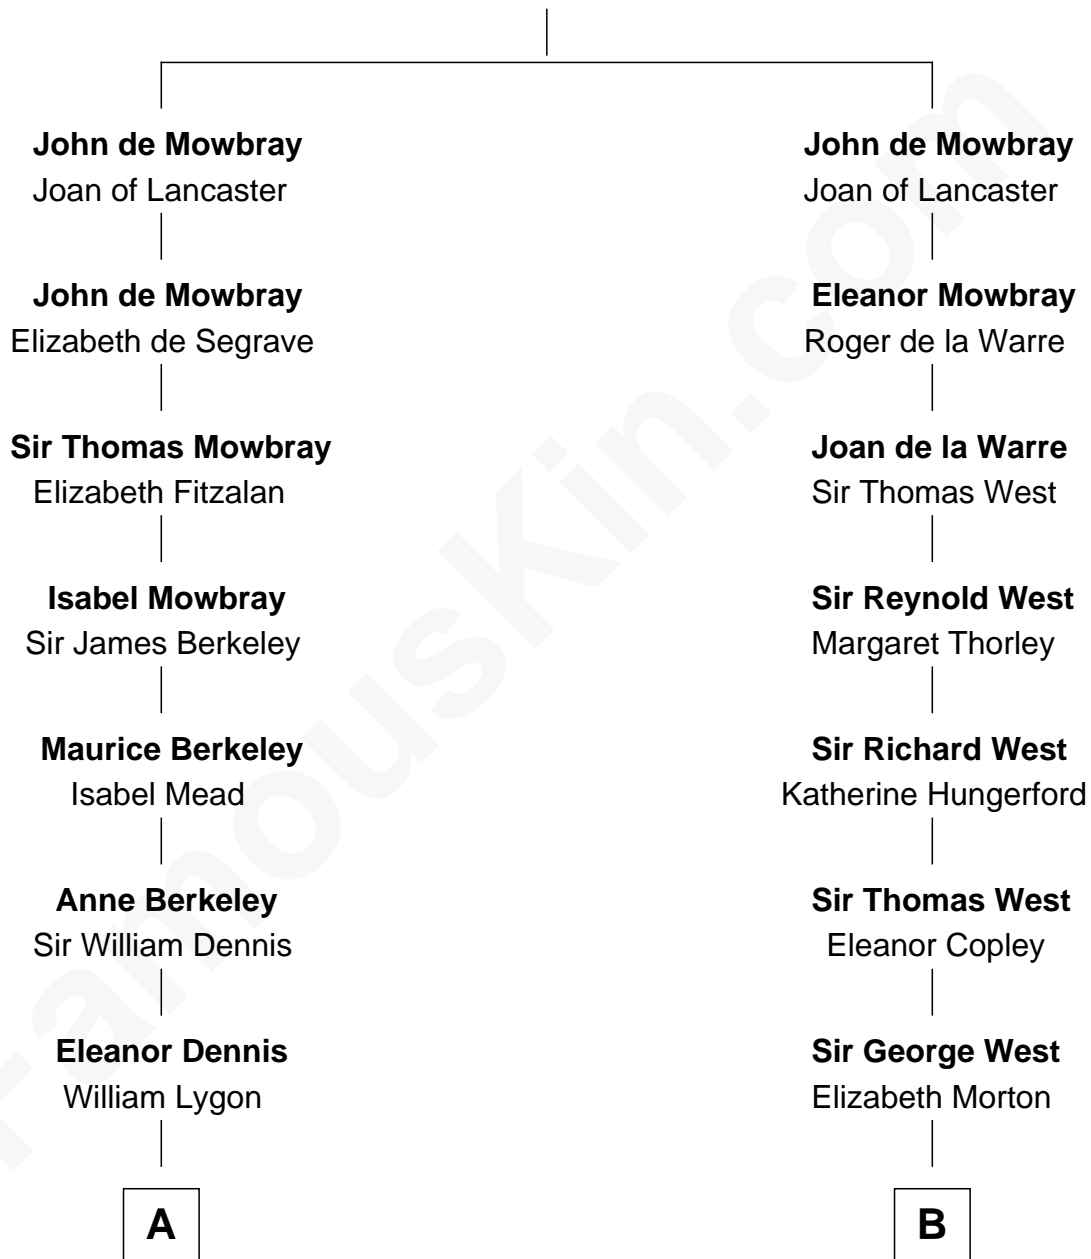 John de Mowbray
Joan of Lancaster
John de Mowbray
Elizabeth de Segrave
Sir Thomas Mowbray
Elizabeth Fitzalan
Isabel Mowbray
Sir James Berkeley
Maurice Berkeley
Isabel Mead
Anne Berkeley
Sir William Dennis
Eleanor Dennis
William Lygon
A
John de Mowbray
Joan of Lancaster
Eleanor Mowbray
Roger de la Warre
Joan de la Warre
Sir Thomas West
Sir Reynold West
Margaret Thorley
Sir Richard West
Katherine Hungerford
Sir Thomas West
Eleanor Copley
Sir George West
Elizabeth Morton
B
FamousKin.com